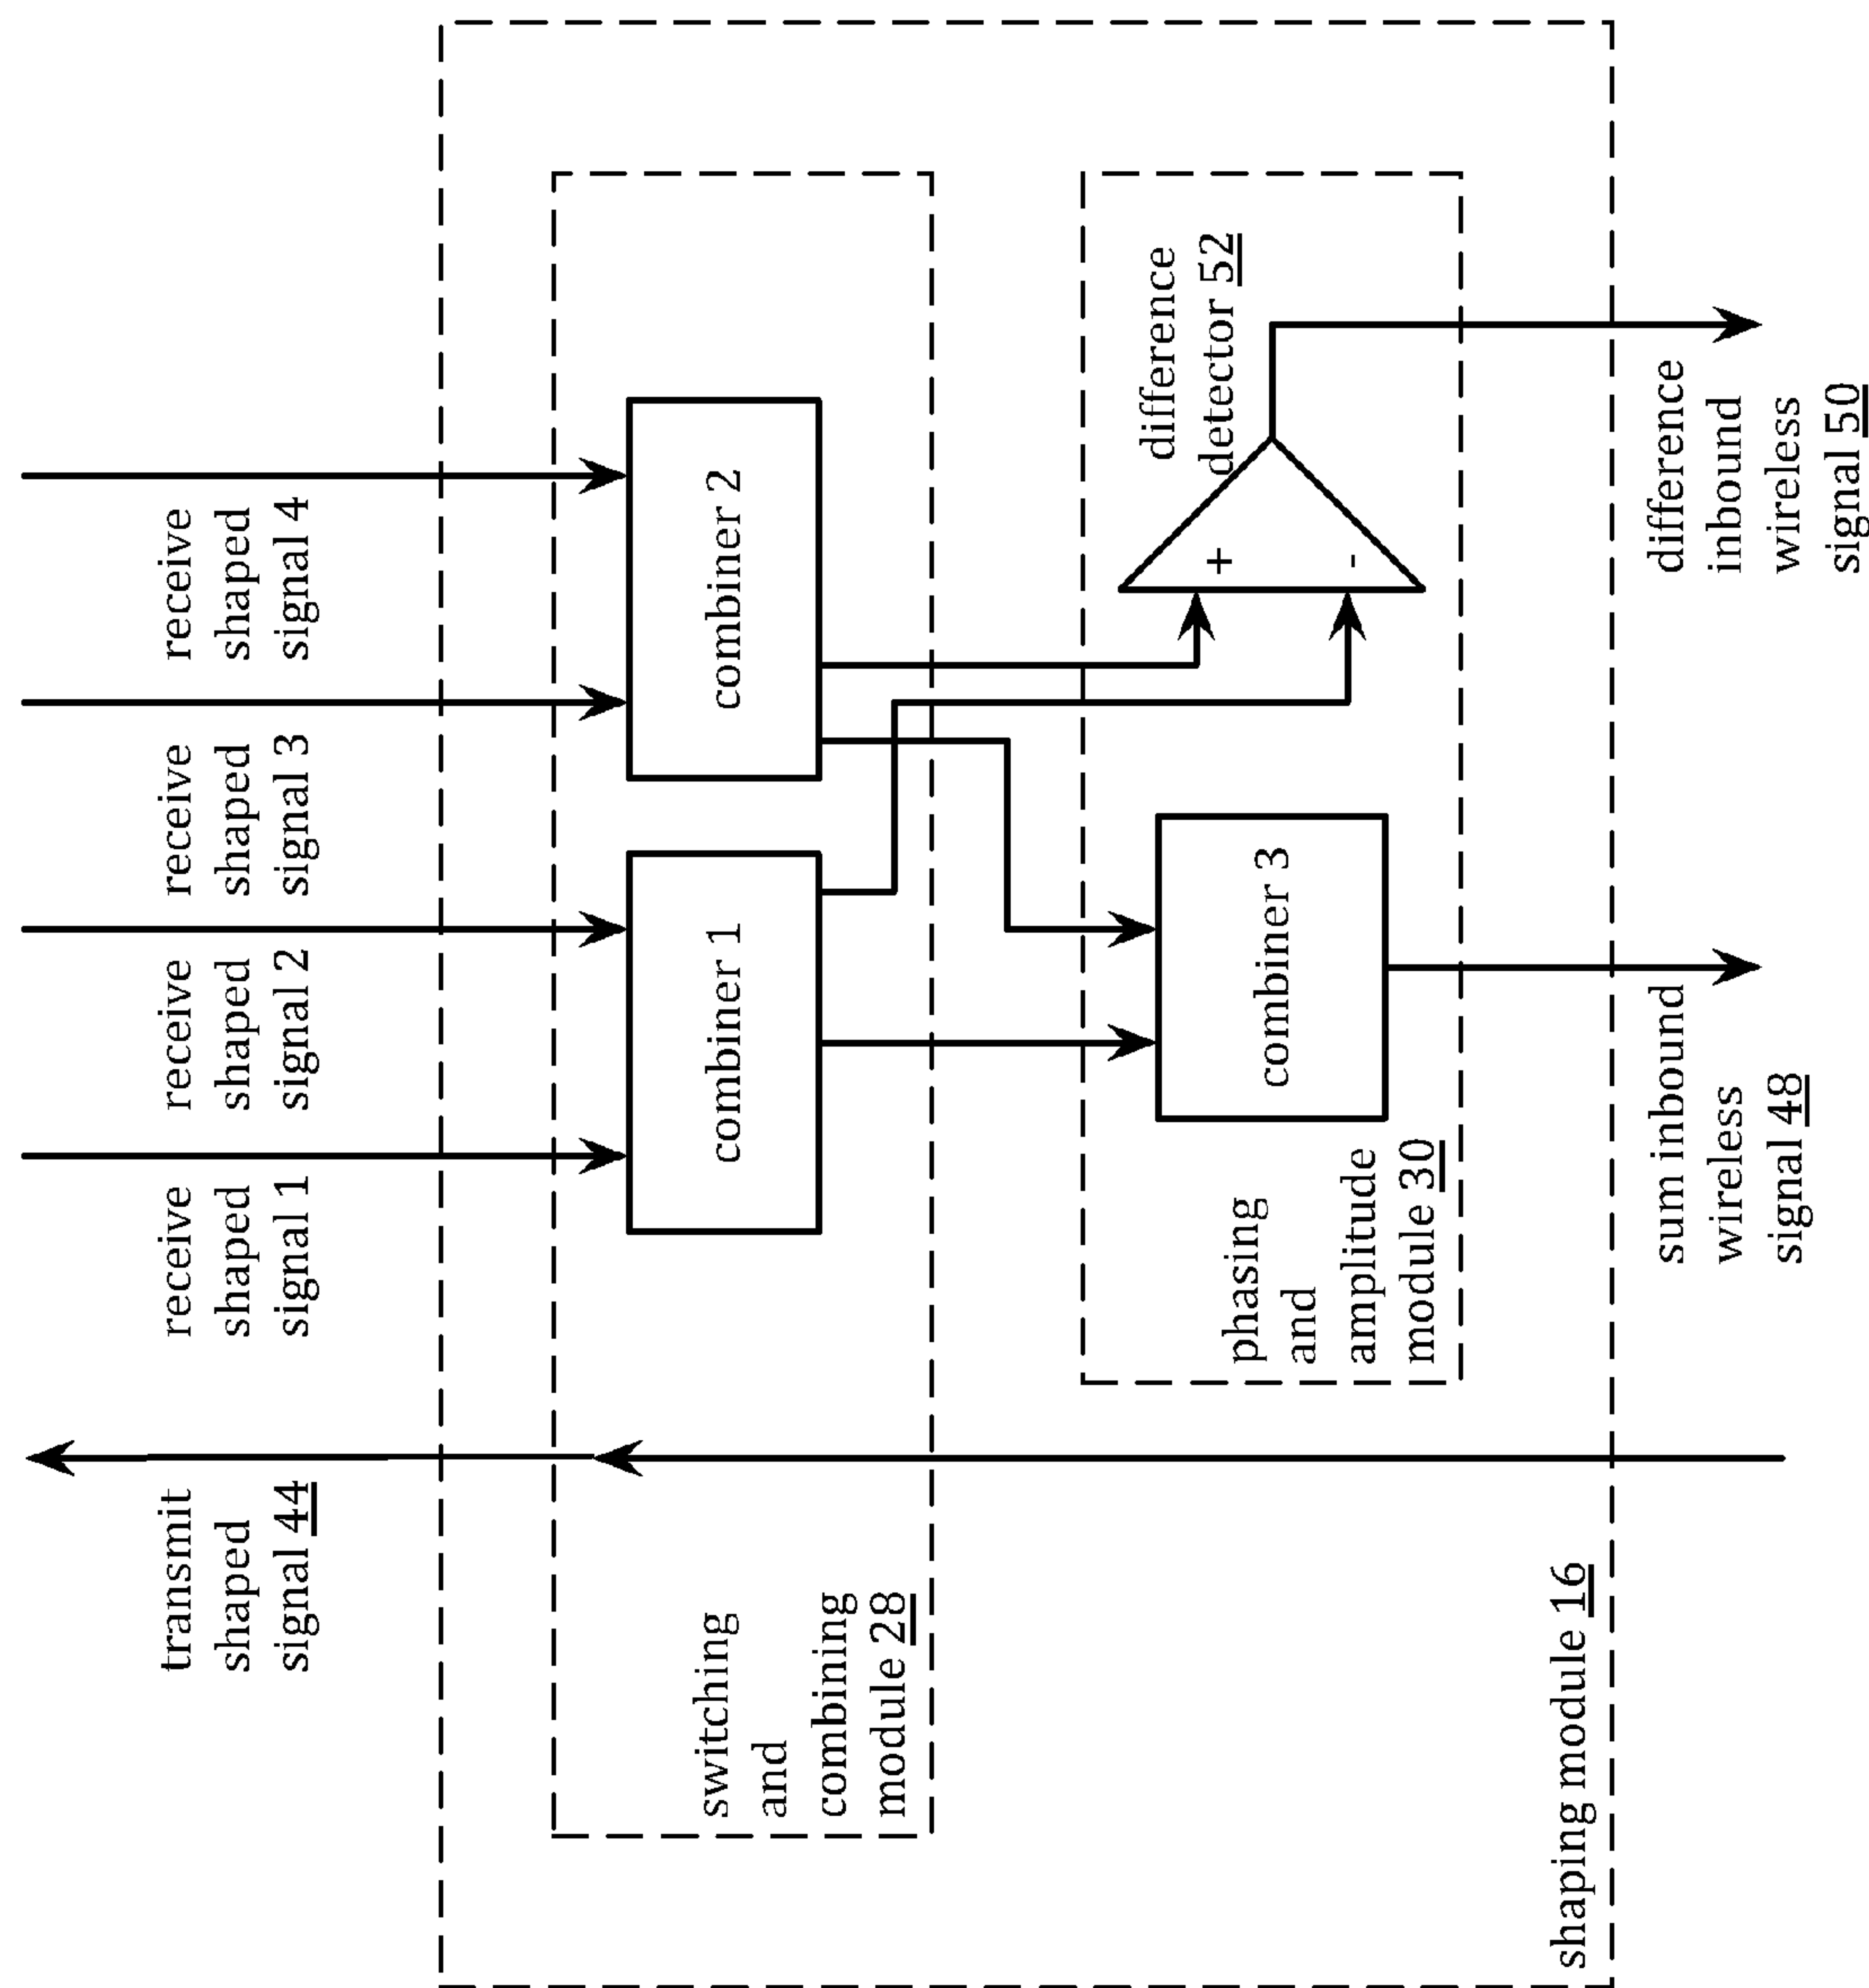 transmit
shaped
signal 44
receive
shaped
signal 1
receive
shaped
signal 2
receive
shaped
signal 3
receive
shaped
signal 4
switching
and
combining
module 28
combiner 1
combiner 2
phasing
and
amplitude
module 30
combiner 3
difference
detector 52
+
-
shaping module 16
sum inbound
wireless
signal 48
difference
inbound
wireless
signal 50